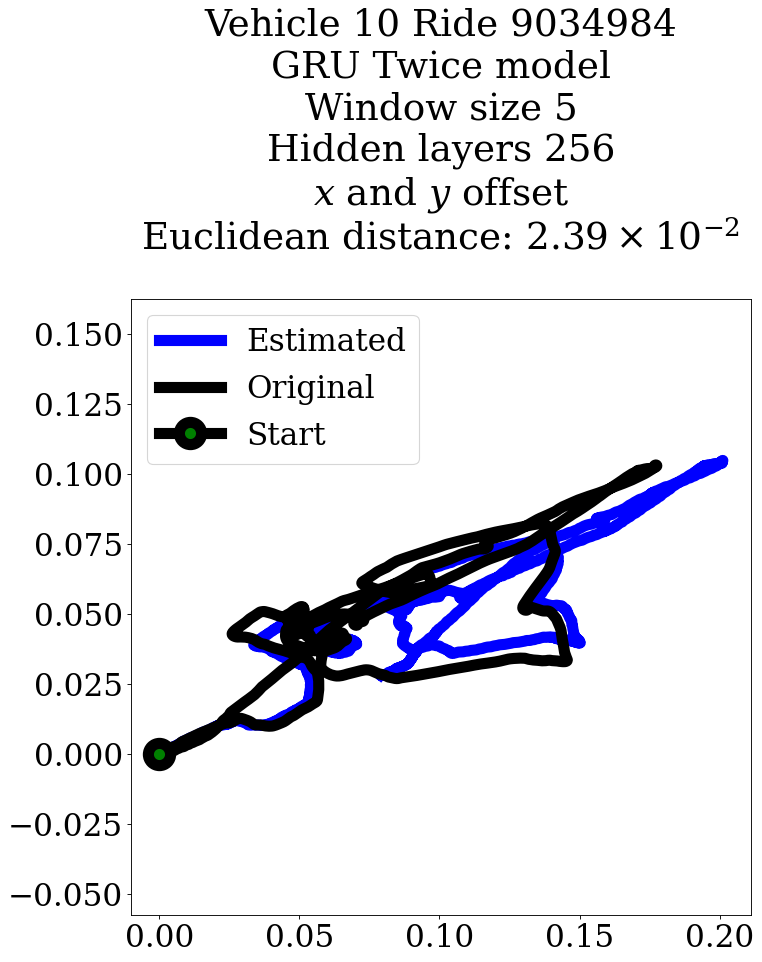 Vehicle 10 Ride 9034984
GRU Twice model
Window size 5
Hidden layers 256
x and y offset
Euclidean distance: 2.39 × 10⁻²
Estimated
Original
Start
0.150
0.125
0.100
0.075
0.050
0.025
0.000
−0.025
−0.050
0.00 0.05 0.10 0.15 0.20